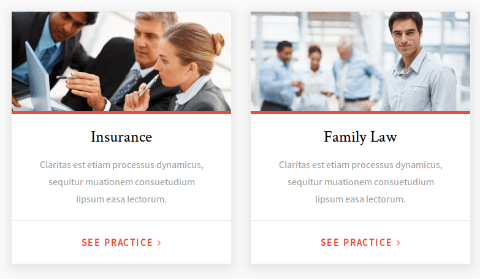 Insurance
Claritas est etiam processus dynamicus,
sequitur muationem consuetudium
lipsum easa lectorum.
SEE PRACTICE >
Family Law
Claritas est etiam processus dynamicus,
sequitur muationem consuetudium
lipsum easa lectorum.
SEE PRACTICE >